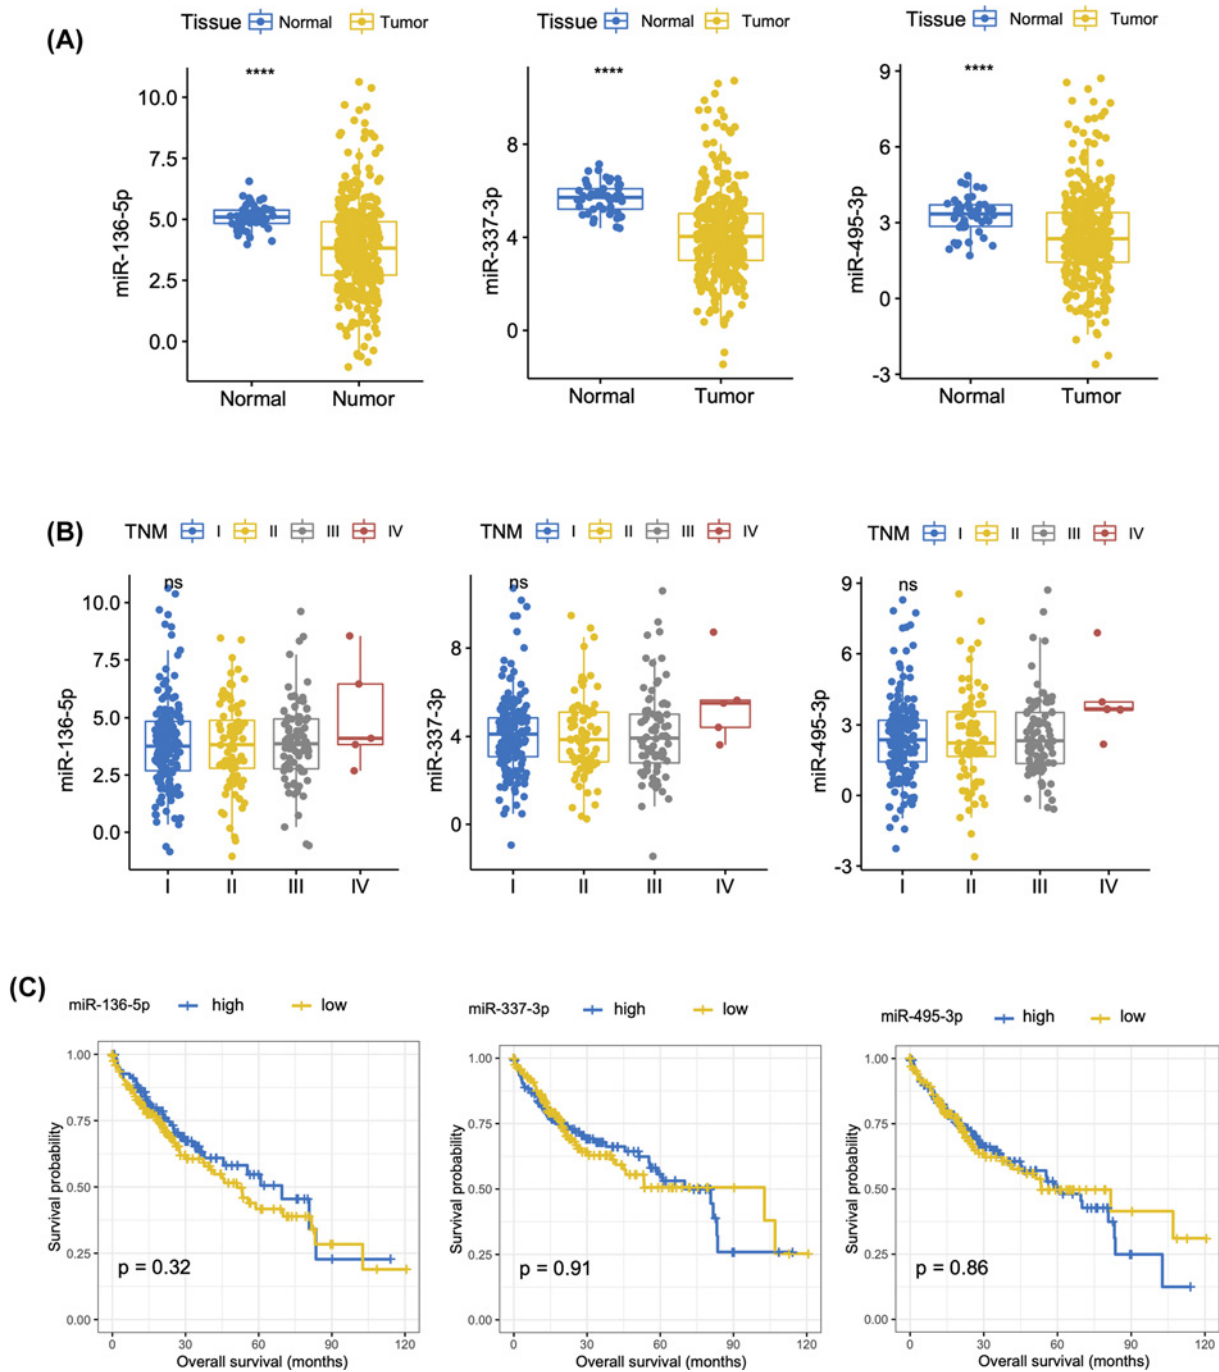 (A)
Tissue Normal Tumor
Tissue Normal Tumor
Tissue Normal Tumor
****
****
****
miR-136-5p
10.0
7.5
5.0
2.5
0.0
Normal Numor
miR-337-3p
8
4
0
Normal Tumor
miR-495-3p
9
6
3
0
-3
Normal Tumor
(B)
TNM I II III IV
TNM I II III IV
TNM I II III IV
ns
ns
ns
miR-136-5p
10.0
7.5
5.0
2.5
0.0
I II III IV
miR-337-3p
8
4
0
I II III IV
miR-495-3p
9
6
3
0
-3
I II III IV
(C)
miR-136-5p high low
miR-337-3p high low
miR-495-3p high low
Survival probability
1.00
0.75
0.50
0.25
0.00
p = 0.32
0 30 60 90 120
Overall survival (months)
Survival probability
1.00
0.75
0.50
0.25
0.00
p = 0.91
0 30 60 90 120
Overall survival (months)
Survival probability
1.00
0.75
0.50
0.25
0.00
p = 0.86
0 30 60 90 120
Overall survival (months)